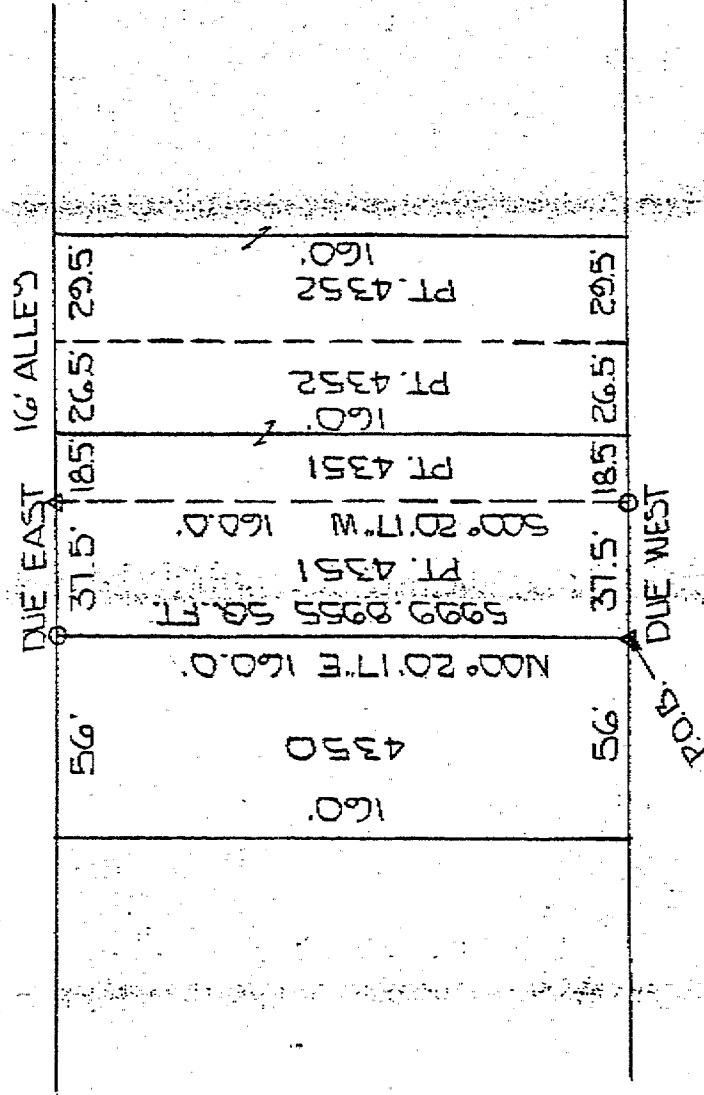 16' ALLEY
DUE EAST
29.5'
26.5'
18.5'
37.5'
56'
160'
PT. 4352
PT. 4352
160'
PT. 4351
S00°20'17"W 160.0'
PT. 4351
5999.8955 SQ. FT.
N00°20'17"E 160.0'
4350
160'
29.5'
26.5'
18.5'
37.5'
56'
DUE WEST
P.O.B.